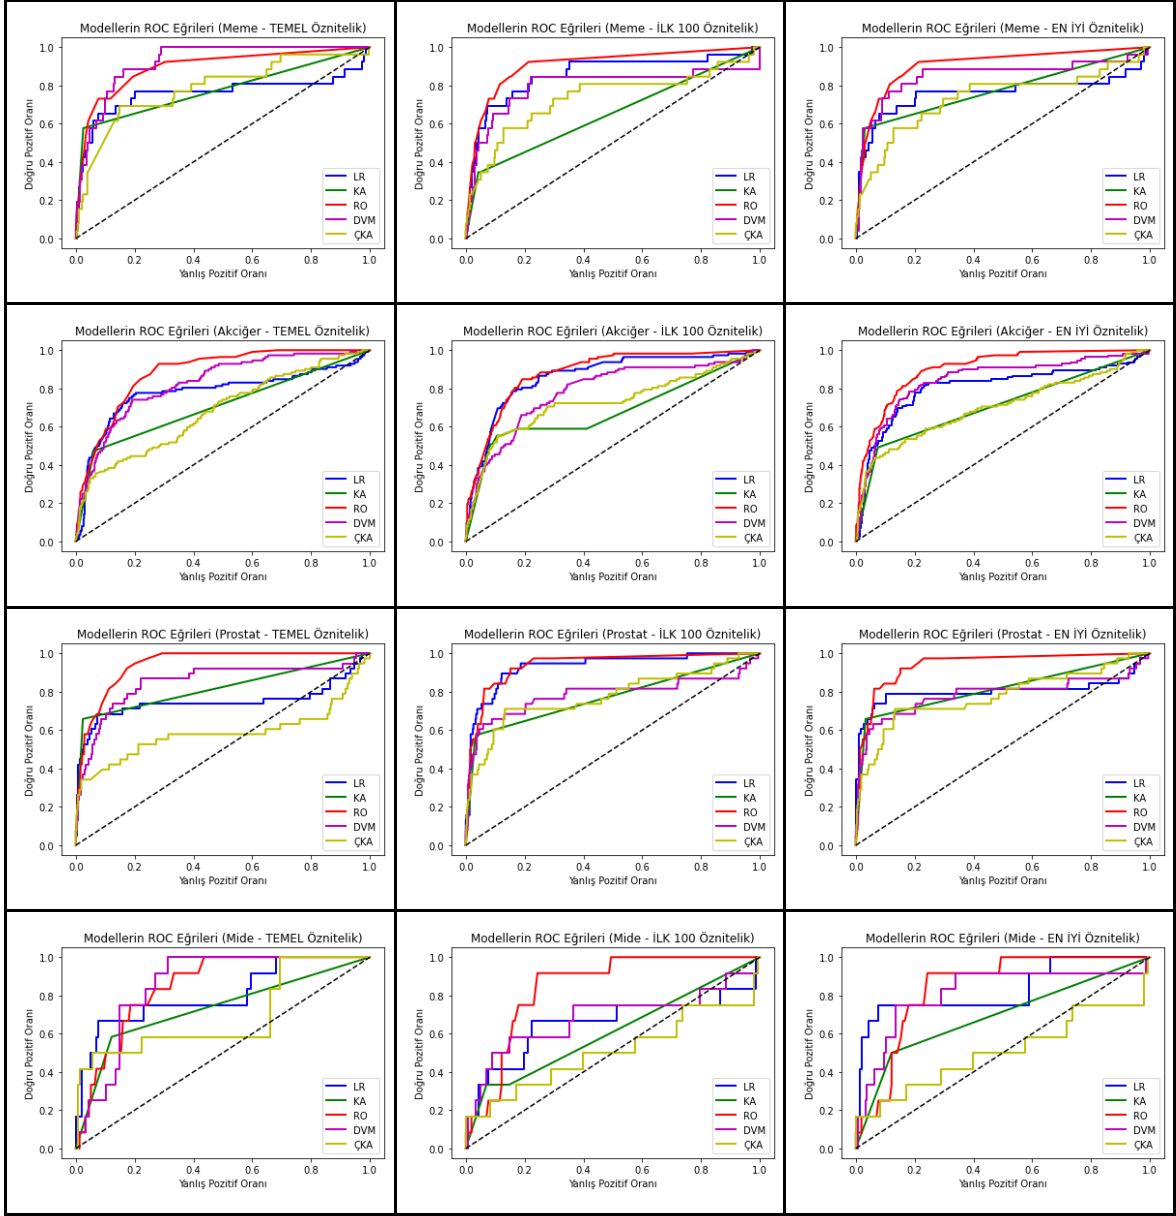 Modellerin ROC Eğrileri (Meme - TEMEL Öznitelik)
Doğru Pozitif Oranı
1.0
0.8
0.6
0.4
0.2
0.0
LR
KA
RO
DVM
ÇKA
0.0 0.2 0.4 0.6 0.8 1.0
Yanlış Pozitif Oranı
Modellerin ROC Eğrileri (Meme - İLK 100 Öznitelik)
Doğru Pozitif Oranı
1.0
0.8
0.6
0.4
0.2
0.0
LR
KA
RO
DVM
ÇKA
0.0 0.2 0.4 0.6 0.8 1.0
Yanlış Pozitif Oranı
Modellerin ROC Eğrileri (Meme - EN İYİ Öznitelik)
Doğru Pozitif Oranı
1.0
0.8
0.6
0.4
0.2
0.0
LR
KA
RO
DVM
ÇKA
0.0 0.2 0.4 0.6 0.8 1.0
Yanlış Pozitif Oranı
Modellerin ROC Eğrileri (Akciğer - TEMEL Öznitelik)
Doğru Pozitif Oranı
1.0
0.8
0.6
0.4
0.2
0.0
LR
KA
RO
DVM
ÇKA
0.0 0.2 0.4 0.6 0.8 1.0
Yanlış Pozitif Oranı
Modellerin ROC Eğrileri (Akciğer - İLK 100 Öznitelik)
Doğru Pozitif Oranı
1.0
0.8
0.6
0.4
0.2
0.0
LR
KA
RO
DVM
ÇKA
0.0 0.2 0.4 0.6 0.8 1.0
Yanlış Pozitif Oranı
Modellerin ROC Eğrileri (Akciğer - EN İYİ Öznitelik)
Doğru Pozitif Oranı
1.0
0.8
0.6
0.4
0.2
0.0
LR
KA
RO
DVM
ÇKA
0.0 0.2 0.4 0.6 0.8 1.0
Yanlış Pozitif Oranı
Modellerin ROC Eğrileri (Prostat - TEMEL Öznitelik)
Doğru Pozitif Oranı
1.0
0.8
0.6
0.4
0.2
0.0
LR
KA
RO
DVM
ÇKA
0.0 0.2 0.4 0.6 0.8 1.0
Yanlış Pozitif Oranı
Modellerin ROC Eğrileri (Prostat - İLK 100 Öznitelik)
Doğru Pozitif Oranı
1.0
0.8
0.6
0.4
0.2
0.0
LR
KA
RO
DVM
ÇKA
0.0 0.2 0.4 0.6 0.8 1.0
Yanlış Pozitif Oranı
Modellerin ROC Eğrileri (Prostat - EN İYİ Öznitelik)
Doğru Pozitif Oranı
1.0
0.8
0.6
0.4
0.2
0.0
LR
KA
RO
DVM
ÇKA
0.0 0.2 0.4 0.6 0.8 1.0
Yanlış Pozitif Oranı
Modellerin ROC Eğrileri (Mide - TEMEL Öznitelik)
Doğru Pozitif Oranı
1.0
0.8
0.6
0.4
0.2
0.0
LR
KA
RO
DVM
ÇKA
0.0 0.2 0.4 0.6 0.8 1.0
Yanlış Pozitif Oranı
Modellerin ROC Eğrileri (Mide - İLK 100 Öznitelik)
Doğru Pozitif Oranı
1.0
0.8
0.6
0.4
0.2
0.0
LR
KA
RO
DVM
ÇKA
0.0 0.2 0.4 0.6 0.8 1.0
Yanlış Pozitif Oranı
Modellerin ROC Eğrileri (Mide - EN İYİ Öznitelik)
Doğru Pozitif Oranı
1.0
0.8
0.6
0.4
0.2
0.0
LR
KA
RO
DVM
ÇKA
0.0 0.2 0.4 0.6 0.8 1.0
Yanlış Pozitif Oranı